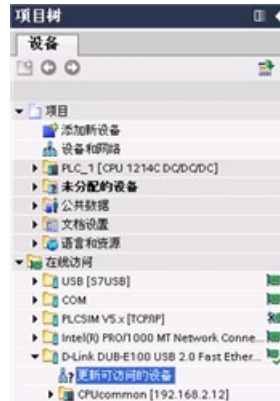 项目树
设备
项目
添加新设备
设备和网络
PLC_1 [CPU 1214C DC/DC/DC]
未分配的设备
公共数据
文档设置
语言和资源
在线访问
USB [S7USB]
COM
PLCSIM V5.x [TCP/IP]
Intel(R) PRO/1000 MT Network Conne...
D-Link DUB-E100 USB 2.0 Fast Ether...
更新可访问的设备
CPUcommon [192.168.2.12]